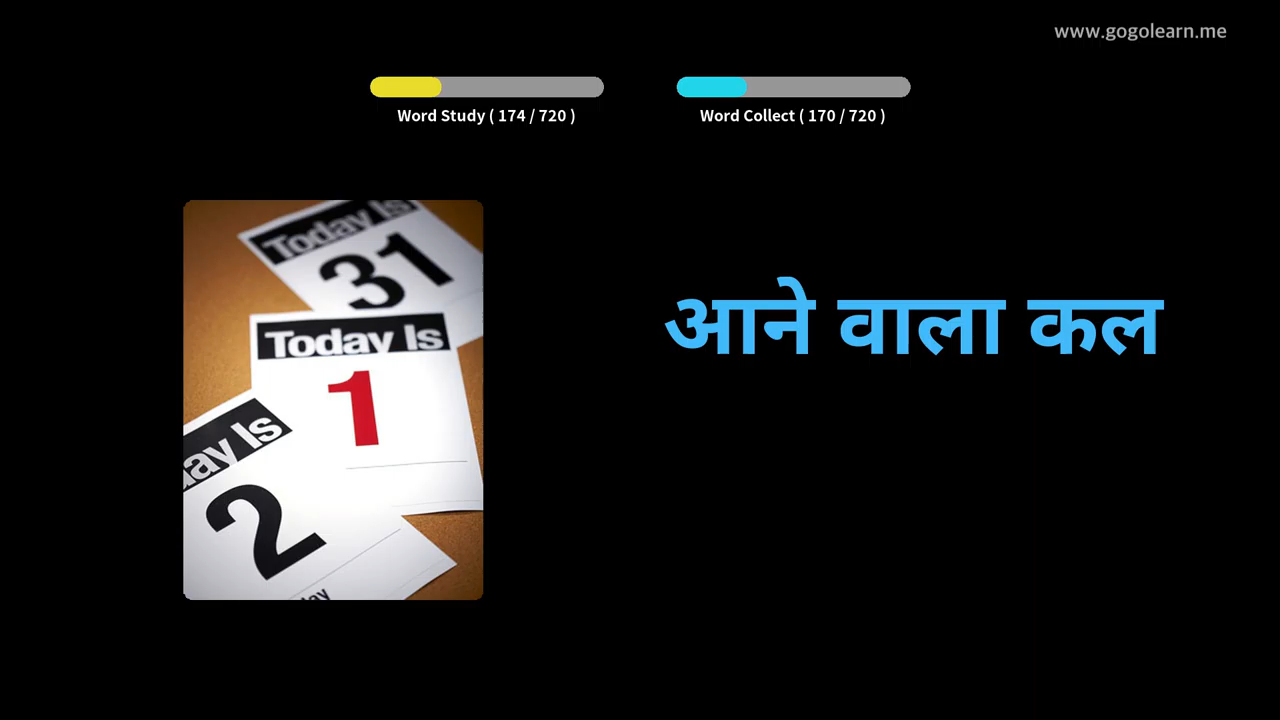 www.gogolearn.me
Word Study ( 174 / 720 )
Word Collect ( 170 / 720 )
Today Is
31
Today Is
1
ay Is
2
आने वाला कल